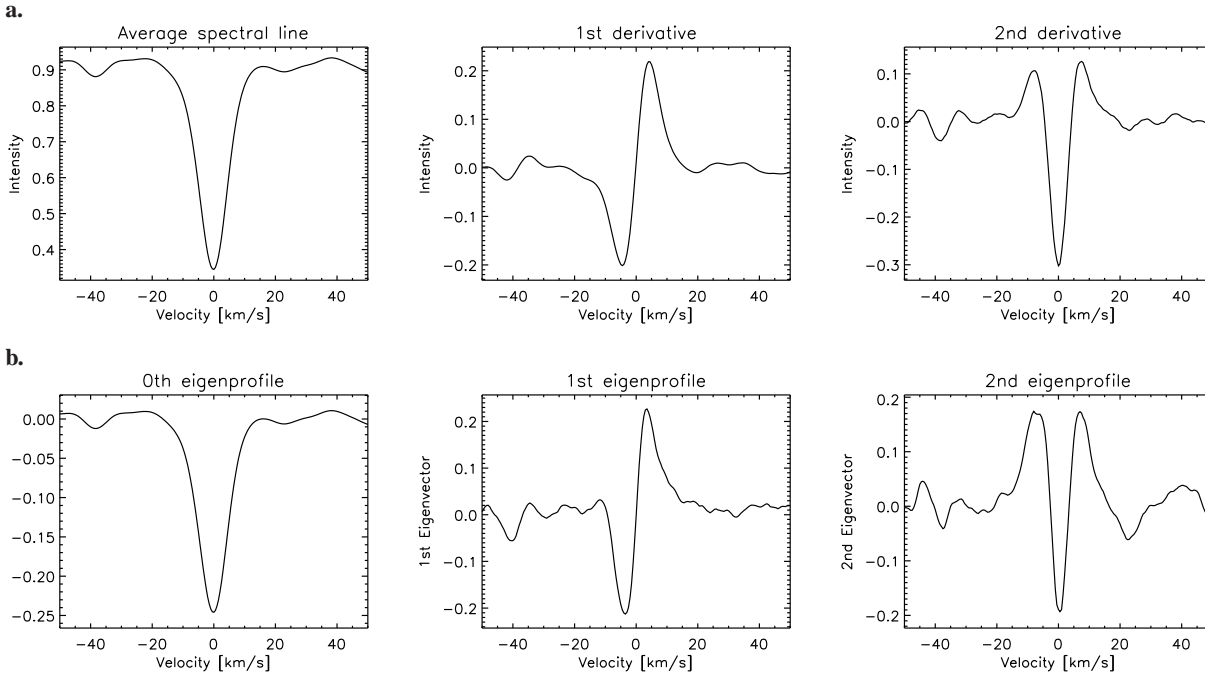 a.
Average spectral line
1st derivative
2nd derivative
Intensity
0.9
0.8
0.7
0.6
0.5
0.4
−40 −20 0 20 40
Velocity [km/s]
Intensity
0.2
0.1
0.0
−0.1
−0.2
−40 −20 0 20 40
Velocity [km/s]
Intensity
0.1
0.0
−0.1
−0.2
−0.3
−40 −20 0 20 40
Velocity [km/s]
b.
0th eigenprofile
1st eigenprofile
2nd eigenprofile
0.00
−0.05
−0.10
−0.15
−0.20
−0.25
−40 −20 0 20 40
Velocity [km/s]
1st Eigenvector
0.2
0.1
0.0
−0.1
−0.2
−40 −20 0 20 40
Velocity [km/s]
2nd Eigenvector
0.2
0.1
0.0
−0.1
−0.2
−40 −20 0 20 40
Velocity [km/s]